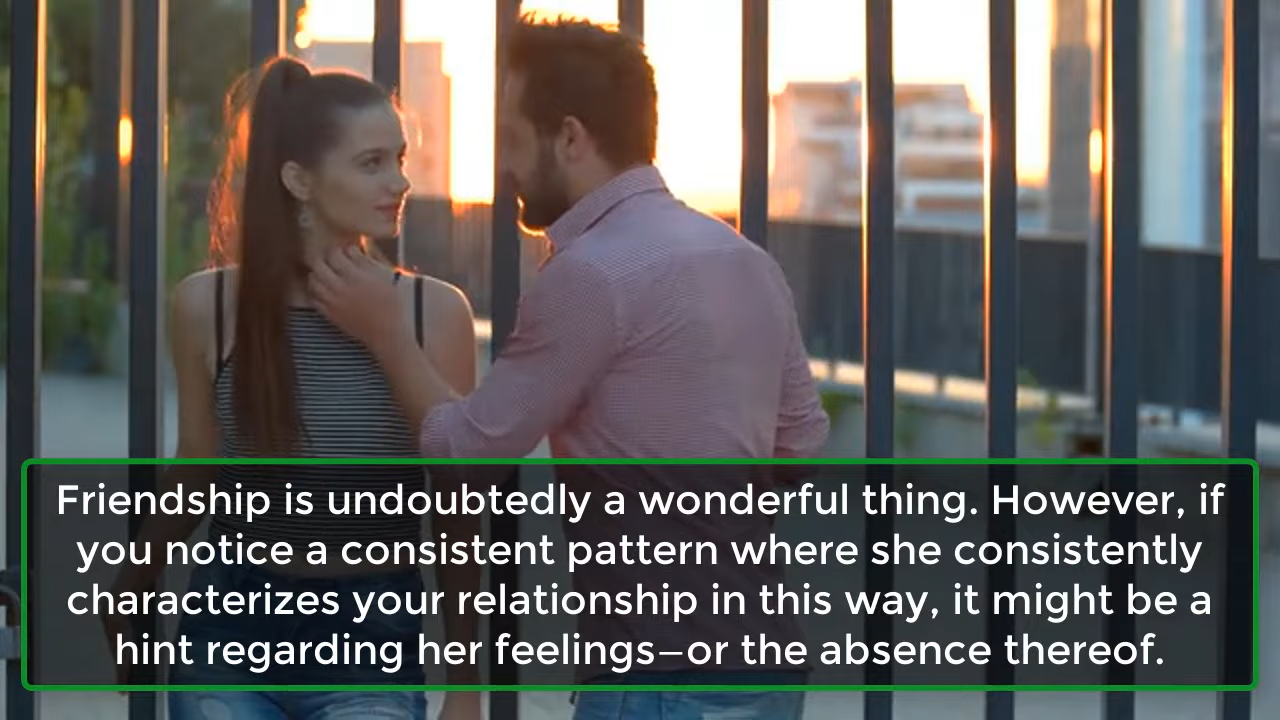 Friendship is undoubtedly a wonderful thing. However, if
you notice a consistent pattern where she consistently
characterizes your relationship in this way, it might be a
hint regarding her feelings—or the absence thereof.